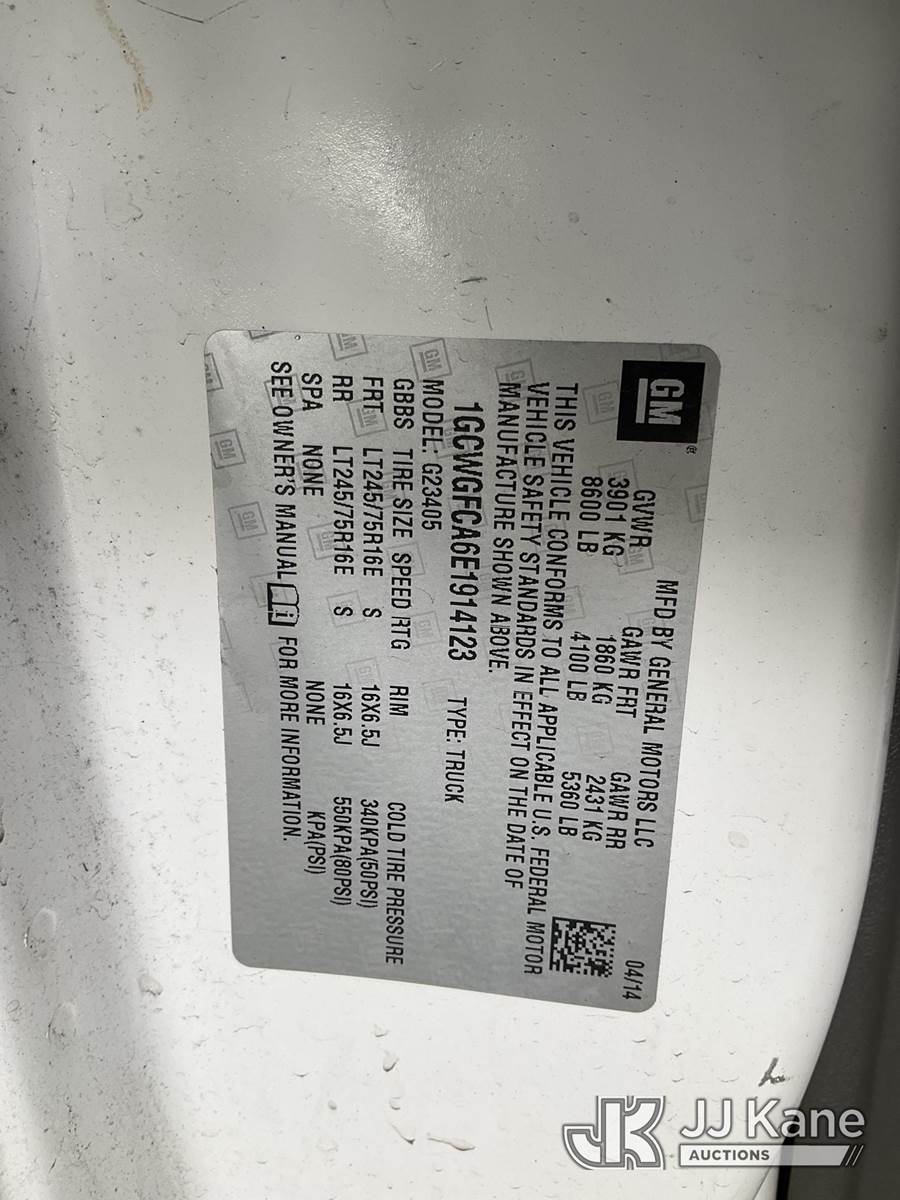 GM
MFD BY GENERAL MOTORS LLC 04/14
GVWR GAWR FRT GAWR RR
3901 KG 1860 KG 2431 KG
8600 LB 4100 LB 5360 LB
THIS VEHICLE CONFORMS TO ALL APPLICABLE U.S. FEDERAL MOTOR
VEHICLE SAFETY STANDARDS IN EFFECT ON THE DATE OF
MANUFACTURE SHOWN ABOVE.
1GCWGFCA6E1914123 TYPE: TRUCK
MODEL: G23405
GBBS TIRE SIZE SPEED RTG RIM COLD TIRE PRESSURE
FRT LT245/75R16E S 16X6.5J 340KPA(50PSI)
RR LT245/75R16E S 16X6.5J 550KPA(80PSI)
SPA NONE NONE KPA(PSI)
SEE OWNER'S MANUAL i FOR MORE INFORMATION.
JK JJ Kane
AUCTIONS